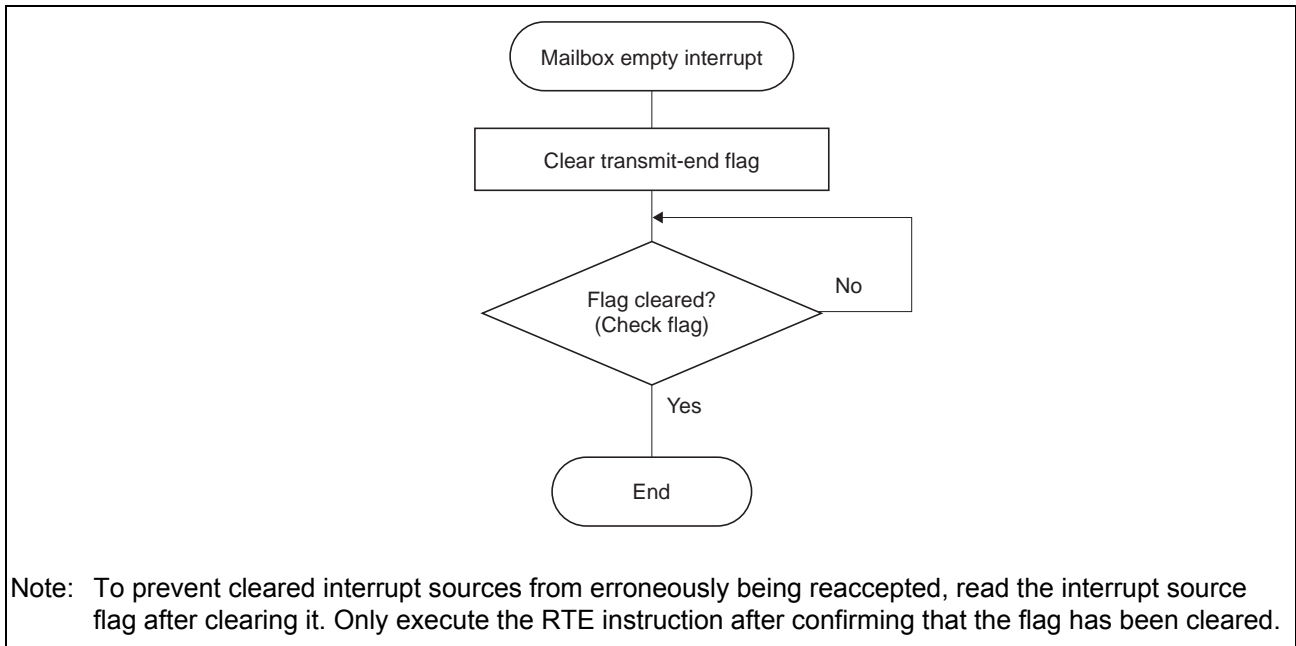 Mailbox empty interrupt
Clear transmit-end flag
Flag cleared?
(Check flag)
No
Yes
End
Note: To prevent cleared interrupt sources from erroneously being reaccepted, read the interrupt source
flag after clearing it. Only execute the RTE instruction after confirming that the flag has been cleared.